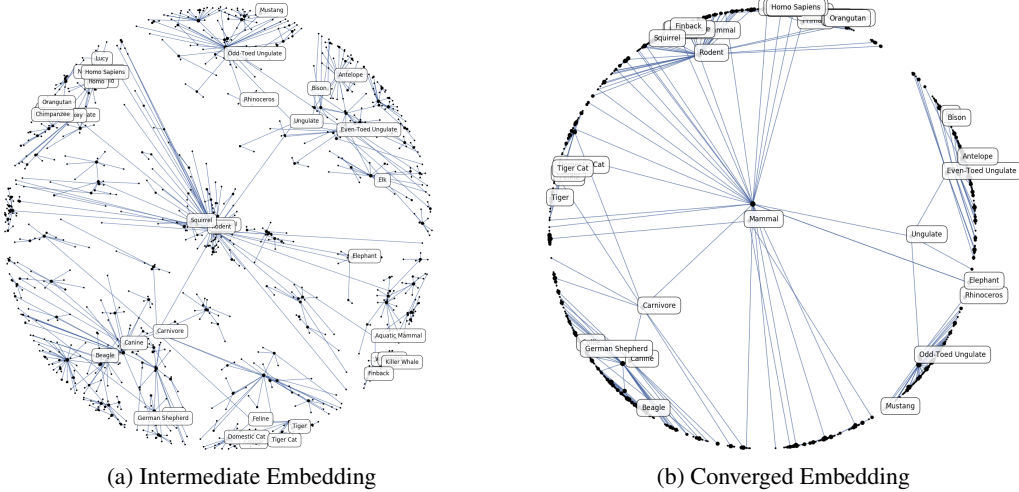 Mustang
Odd-Toed Ungulate
Lucy
Homo Sapiens
Antelope
Bison
Orangutan
Rhinoceros
Chimpanzee
Ungulate
Even-Toed Ungulate
Elk
Squirrel
Rodent
Elephant
Carnivore
Aquatic Mammal
Canine
Beagle
Killer Whale
Finback
German Shepherd
Feline
Tiger
Domestic Cat
Tiger Cat
(a) Intermediate Embedding
Homo Sapiens
Orangutan
Finback
Squirrel
Rodent
Bison
Antelope
Tiger Cat
Cat
Even-Toed Ungulate
Tiger
Mammal
Ungulate
Elephant
Rhinoceros
Carnivore
German Shepherd
Canine
Odd-Toed Ungulate
Beagle
Mustang
(b) Converged Embedding